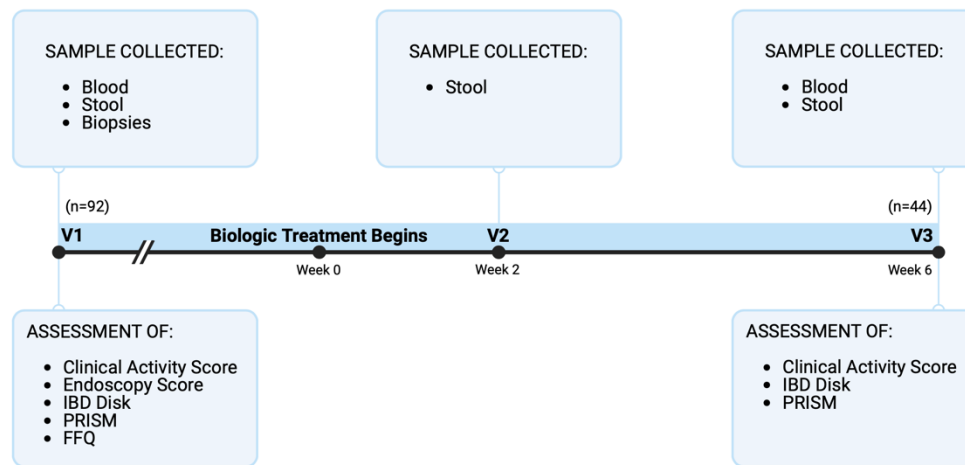 SAMPLE COLLECTED:
• Blood
• Stool
• Biopsies
SAMPLE COLLECTED:
• Stool
SAMPLE COLLECTED:
• Blood
• Stool
(n=92)
(n=44)
V1
Biologic Treatment Begins
V2
V3
Week 0
Week 2
Week 6
ASSESSMENT OF:
• Clinical Activity Score
• Endoscopy Score
• IBD Disk
• PRISM
• FFQ
ASSESSMENT OF:
• Clinical Activity Score
• IBD Disk
• PRISM